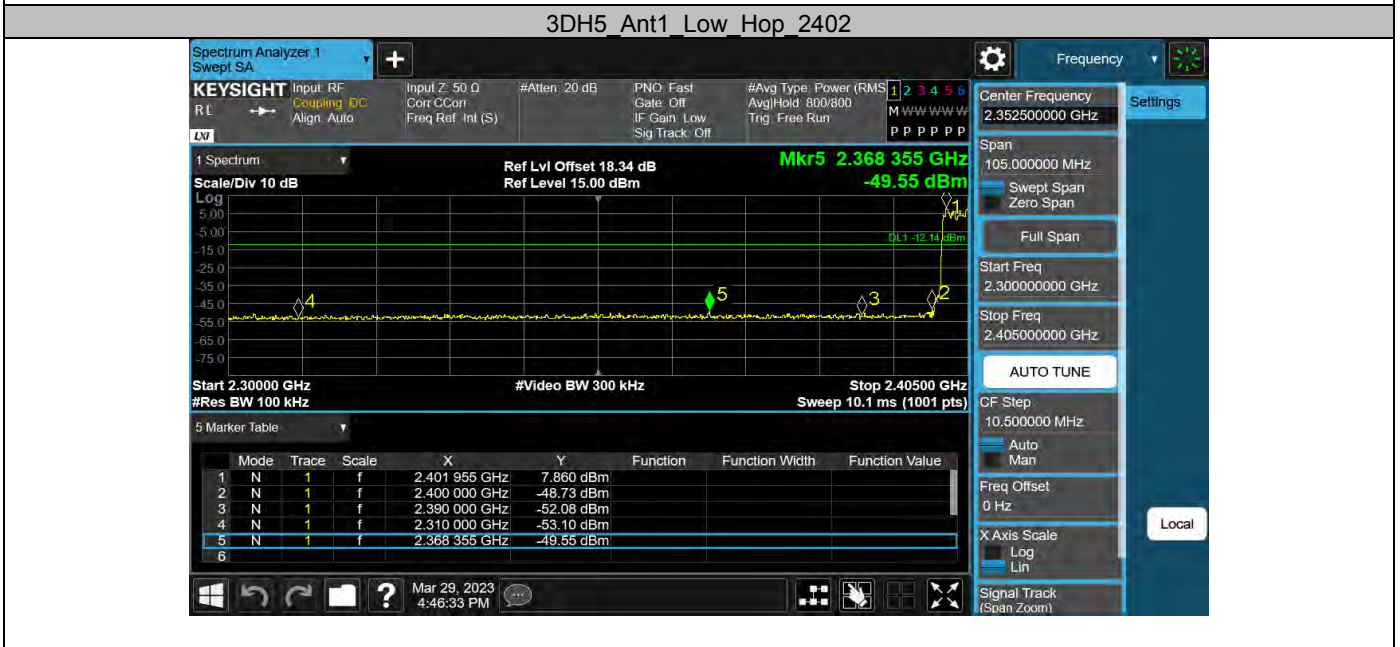 3DH5_Ant1_Low_Hop_2402
Spectrum Analyzer 1
Swept SA
Frequency
KEYSIGHT
RL
LXI
Input: RF
Coupling: DC
Align: Auto
Input Z: 50 Ω
Corr CCorr
Freq Ref: Int (S)
#Atten: 20 dB
PNO: Fast
Gate: Off
IF Gain: Low
Sig Track: Off
#Avg Type: Power (RMS
Avg|Hold: 800/800
Trig: Free Run
1 2 3 4 5 6
M W W W W W
P P P P P P
1 Spectrum
Scale/Div 10 dB
Ref Lvl Offset 18.34 dB
Ref Level 15.00 dBm
Mkr5 2.368 355 GHz
-49.55 dBm
Log
5.00
-5.00
-15.0
-25.0
-35.0
-45.0
-55.0
-65.0
-75.0
1
DL1 -12.14 dBm
4
5
3
2
Start 2.30000 GHz
#Res BW 100 kHz
#Video BW 300 kHz
Stop 2.40500 GHz
Sweep 10.1 ms (1001 pts)
5 Marker Table
Mode Trace Scale X Y Function Function Width Function Value
1 N 1 f 2.401 955 GHz 7.860 dBm
2 N 1 f 2.400 000 GHz -48.73 dBm
3 N 1 f 2.390 000 GHz -52.08 dBm
4 N 1 f 2.310 000 GHz -53.10 dBm
5 N 1 f 2.368 355 GHz -49.55 dBm
6
Mar 29, 2023
4:46:33 PM
Center Frequency
2.352500000 GHz
Span
105.000000 MHz
Swept Span
Zero Span
Full Span
Start Freq
2.300000000 GHz
Stop Freq
2.405000000 GHz
AUTO TUNE
CF Step
10.500000 MHz
Auto
Man
Freq Offset
0 Hz
X Axis Scale
Log
Lin
Signal Track
(Span Zoom)
Settings
Local